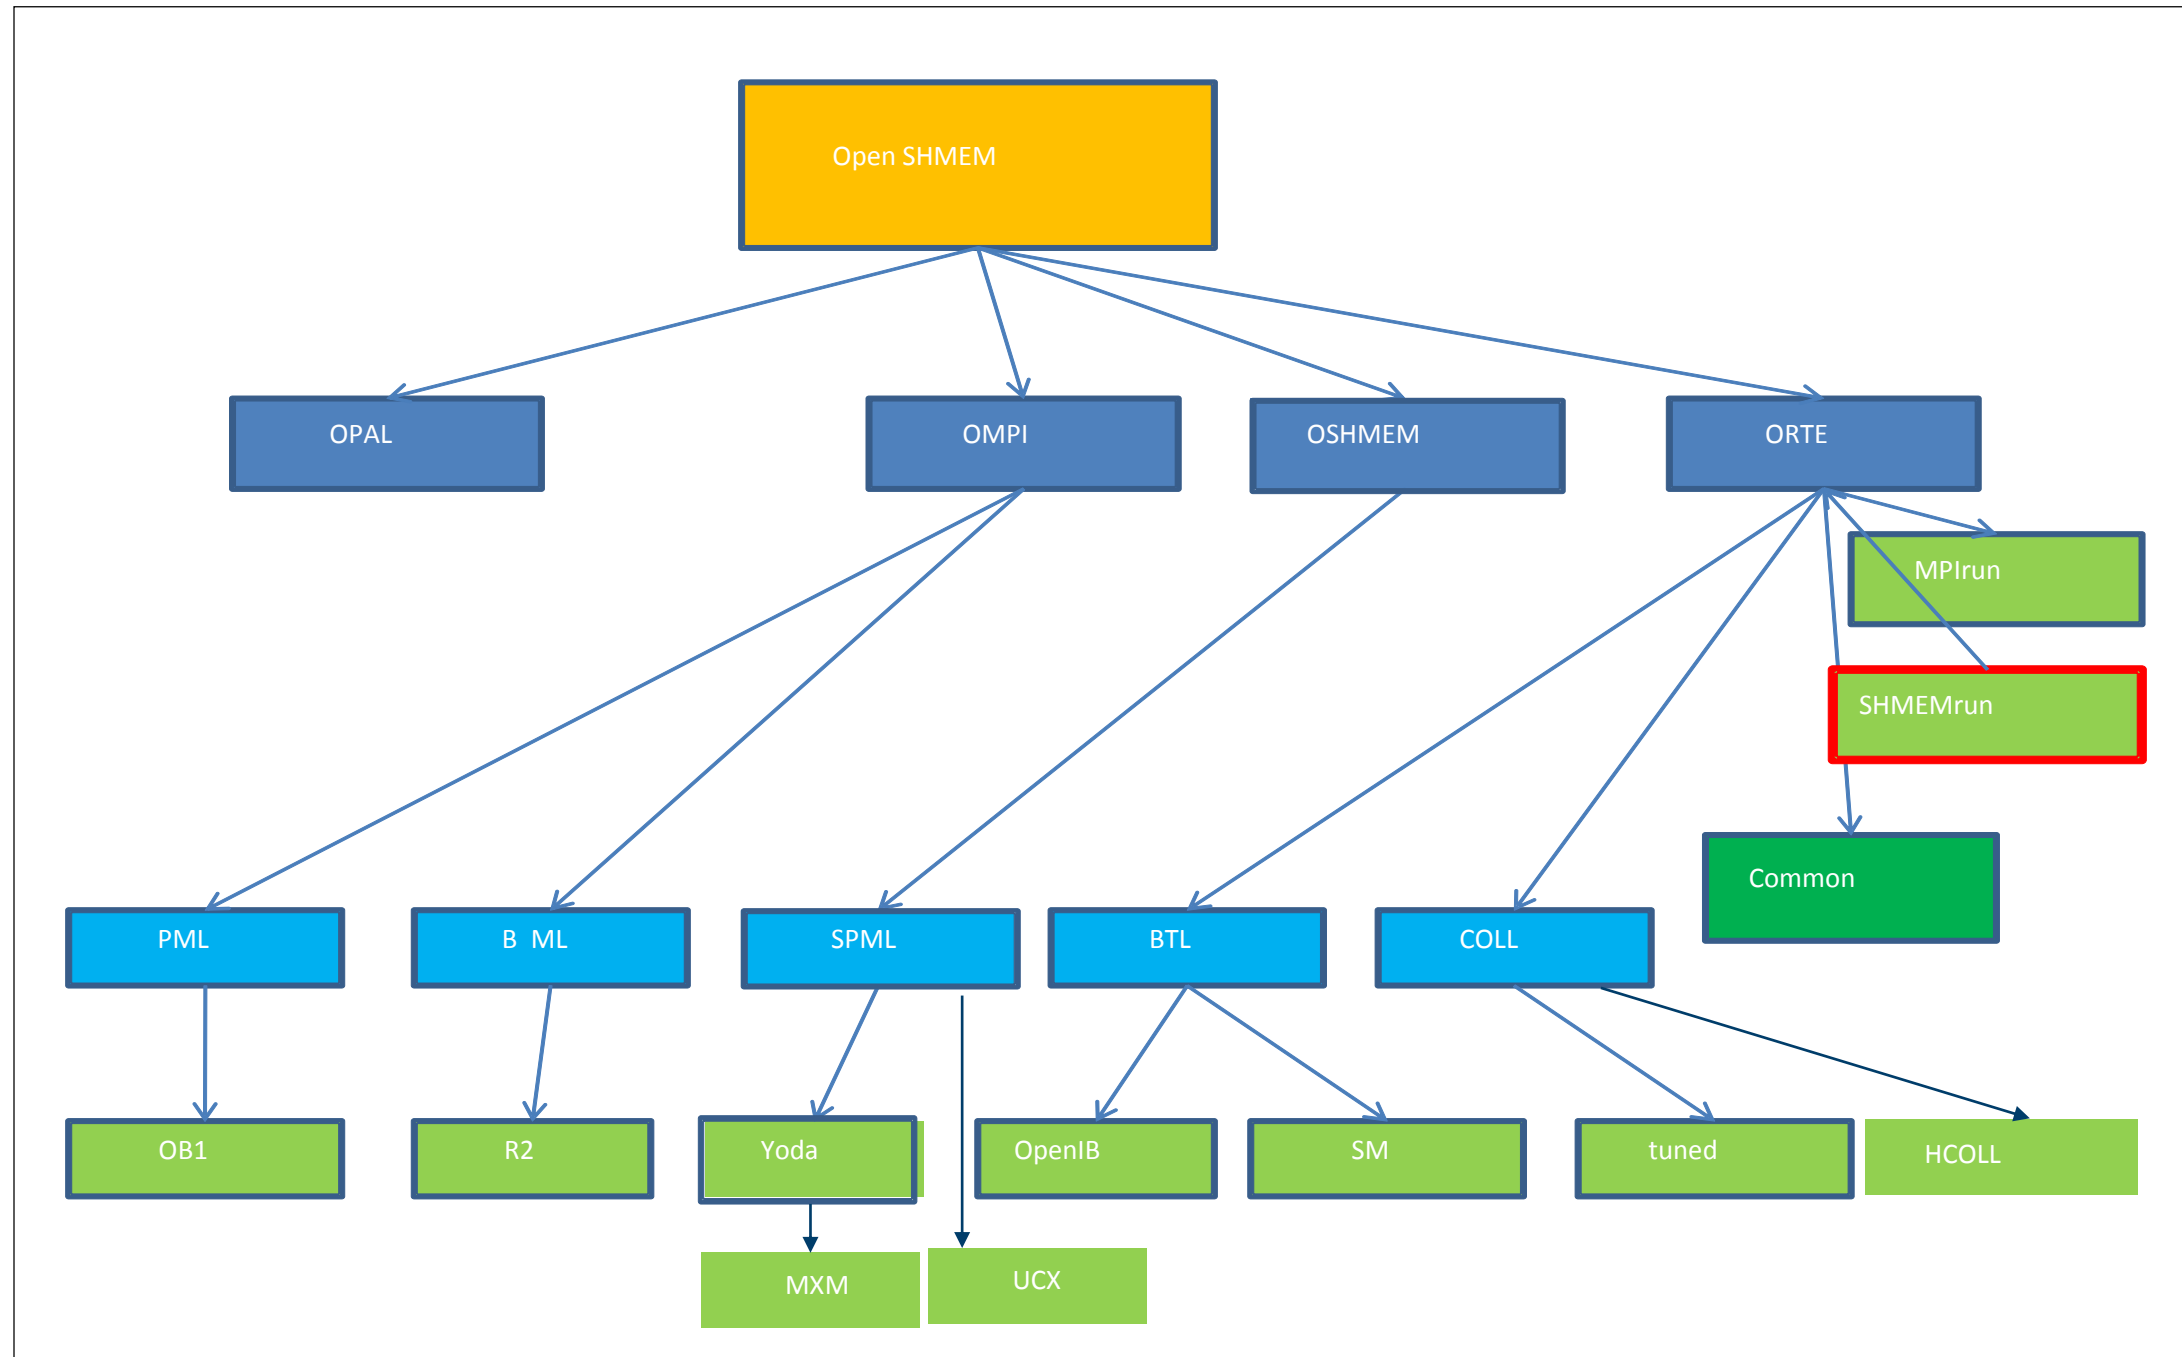 Open SHMEM
OPAL
OMPI
OSHMEM
ORTE
MPIrun
SHMEMrun
Common
PML
B ML
SPML
BTL
COLL
OB1
R2
Yoda
OpenIB
SM
tuned
HCOLL
MXM
UCX